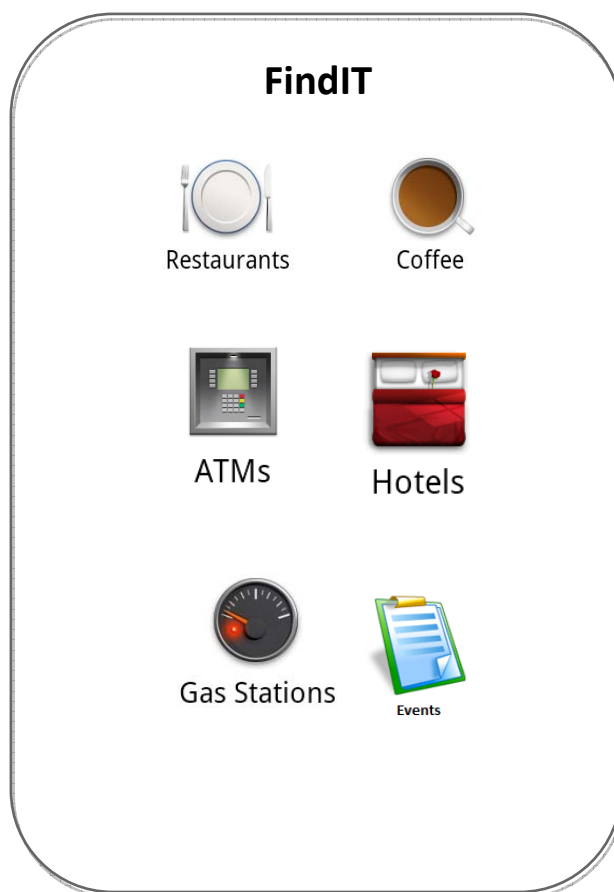 FindIT
Restaurants
Coffee
ATMs
Hotels
Gas Stations
Events